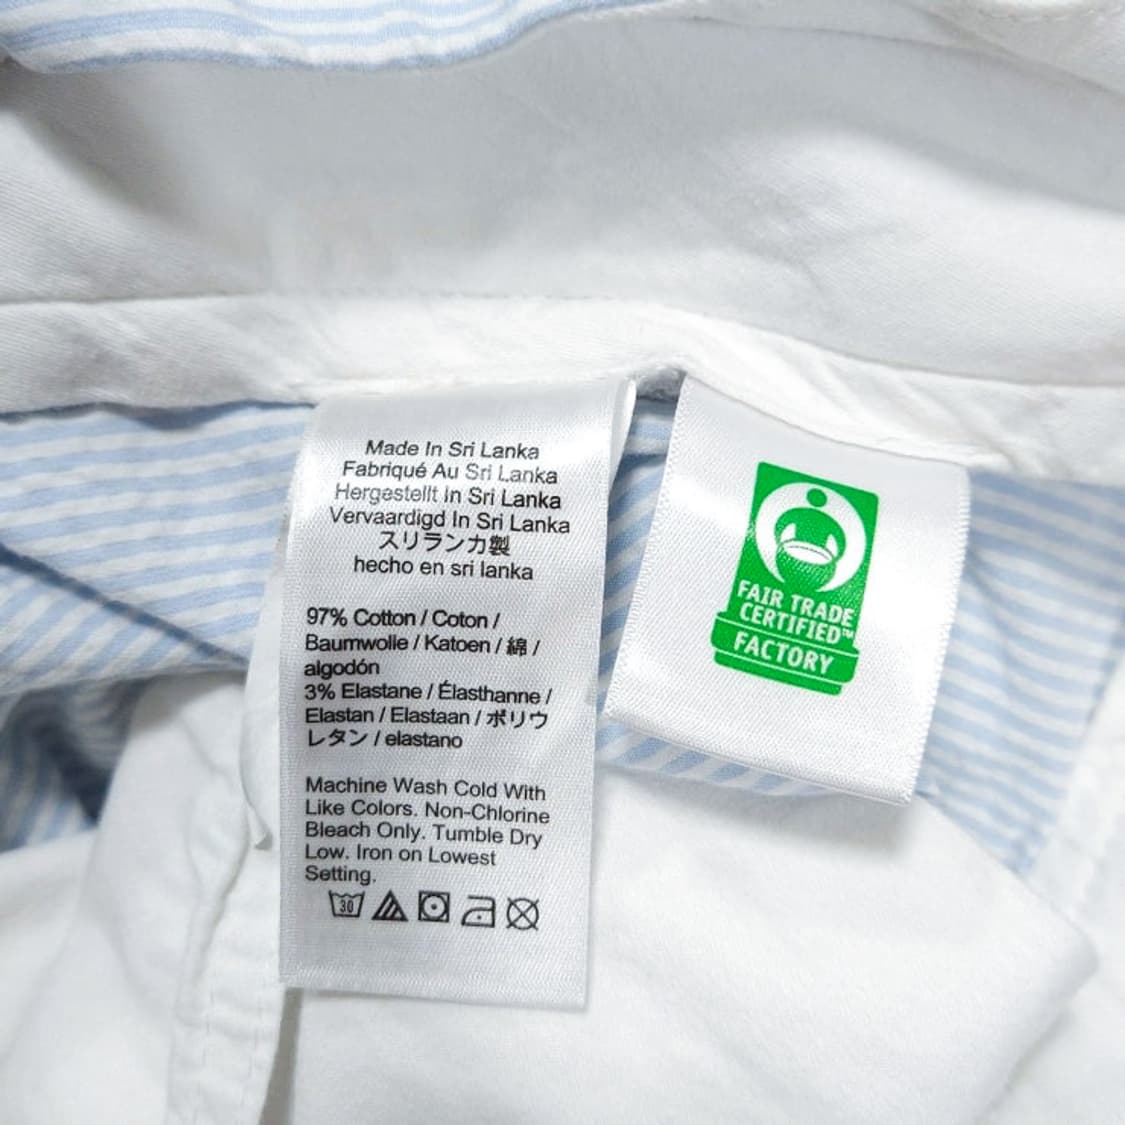 Made In Sri Lanka
Fabriqué Au Sri Lanka
Hergestellt In Sri Lanka
Vervaardigd In Sri Lanka
スリランカ製
hecho en sri lanka
97% Cotton / Coton /
Baumwolle / Katoen / 綿 /
algodón
3% Elastane / Élasthanne /
Elastan / Elastaan / ポリウ
レタン / elastano
Machine Wash Cold With
Like Colors. Non-Chlorine
Bleach Only. Tumble Dry
Low. Iron on Lowest
Setting.
30
FAIR TRADE
CERTIFIED™
FACTORY